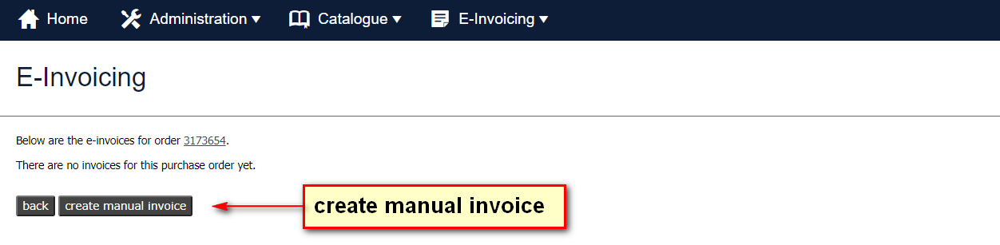 Home Administration Catalogue E-Invoicing
E-Invoicing
Below are the e-invoices for order 3173654.
There are no invoices for this purchase order yet.
back create manual invoice create manual invoice